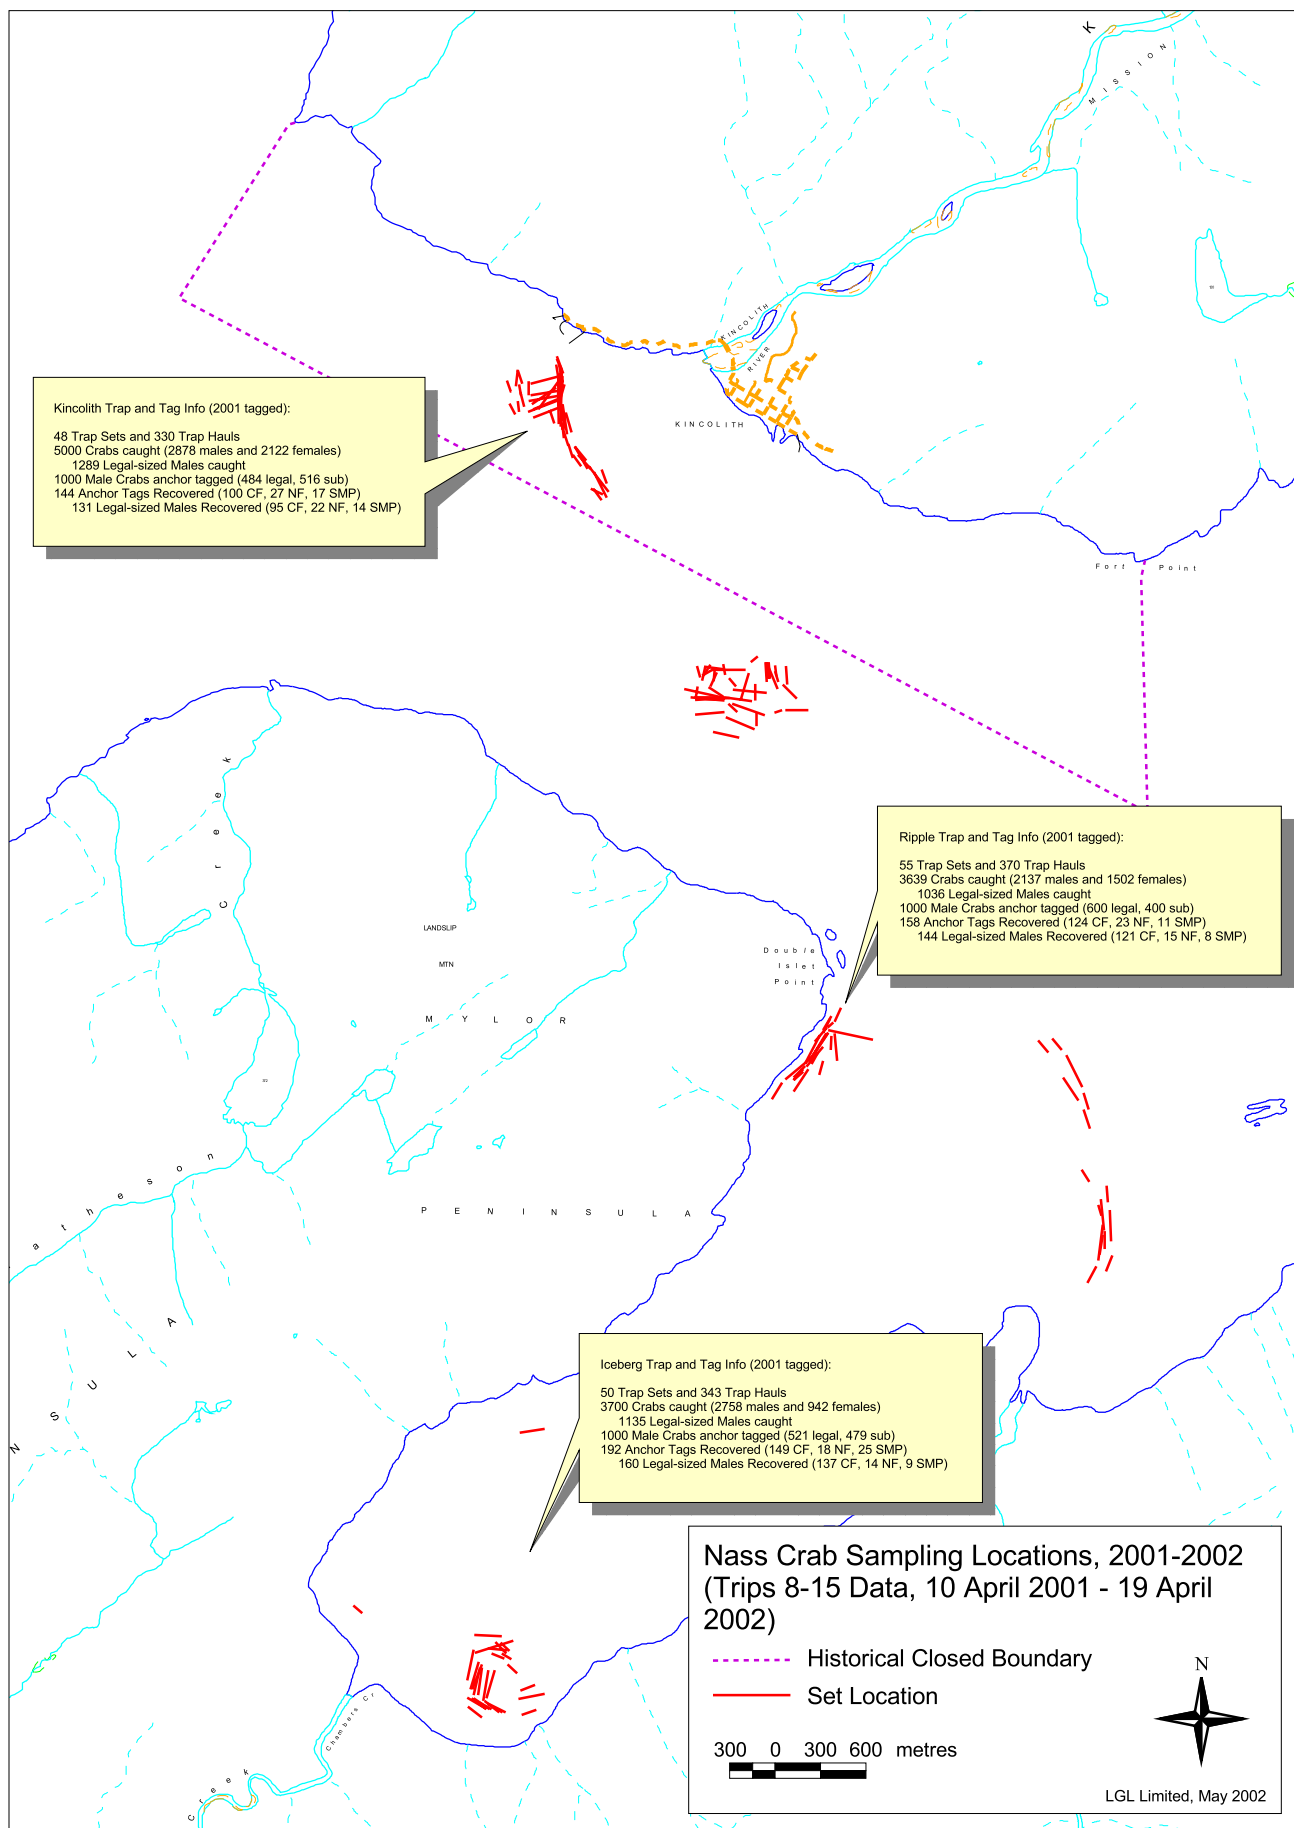 K
MISSION
KINCOLITH
RIVER
Kincolith Trap and Tag Info (2001 tagged):
48 Trap Sets and 330 Trap Hauls
5000 Crabs caught (2878 males and 2122 females)
1289 Legal-sized Males caught
1000 Male Crabs anchor tagged (484 legal, 516 sub)
144 Anchor Tags Recovered (100 CF, 27 NF, 17 SMP)
131 Legal-sized Males Recovered (95 CF, 22 NF, 14 SMP)
KINCOLITH
Fort Point
Creek
Ripple Trap and Tag Info (2001 tagged):
55 Trap Sets and 370 Trap Hauls
3639 Crabs caught (2137 males and 1502 females)
1036 Legal-sized Males caught
1000 Male Crabs anchor tagged (600 legal, 400 sub)
158 Anchor Tags Recovered (124 CF, 23 NF, 11 SMP)
144 Legal-sized Males Recovered (121 CF, 15 NF, 8 SMP)
LANDSLIP
MTN
Double
Islet
Point
MYLOR
atheson
PENINSULA
NSULA
Iceberg Trap and Tag Info (2001 tagged):
50 Trap Sets and 343 Trap Hauls
3700 Crabs caught (2758 males and 942 females)
1135 Legal-sized Males caught
1000 Male Crabs anchor tagged (521 legal, 479 sub)
192 Anchor Tags Recovered (149 CF, 18 NF, 25 SMP)
160 Legal-sized Males Recovered (137 CF, 14 NF, 9 SMP)
Chambers Cr
Creek
Nass Crab Sampling Locations, 2001-2002
(Trips 8-15 Data, 10 April 2001 - 19 April
2002)
Historical Closed Boundary
Set Location
N
300 0 300 600 metres
LGL Limited, May 2002